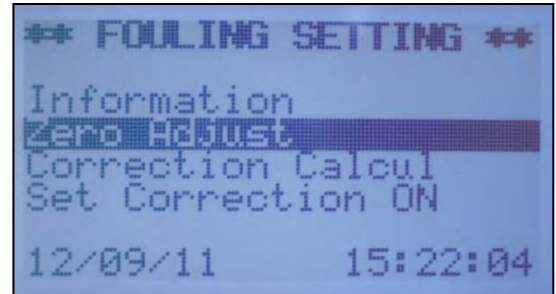 ** FOULING SETTING **
Information
Zero Adjust
Correction Calcul
Set Correction ON
12/09/11 15:22:04